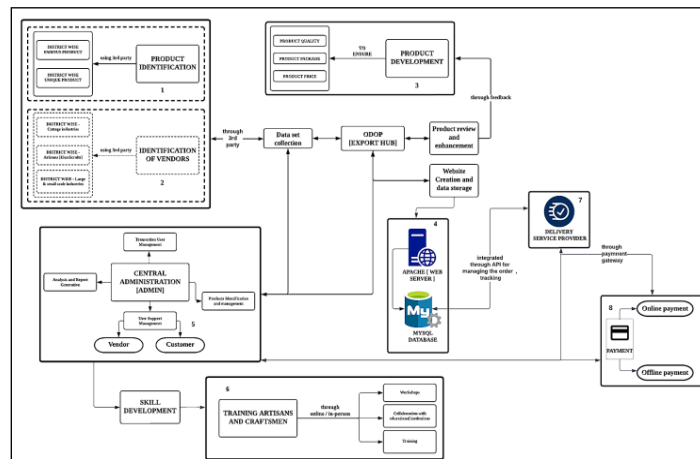 DISTRICT WISE
VARIOUS PRODUCT
DISTRICT WISE
UNIQUE PRODUCT
using 3rd party
PRODUCT
IDENTIFICATION
1
DISTRICT WISE -
Cottage industries
DISTRICT WISE -
DISTRICT WISE - Large
& small scale industries
using 3rd party
IDENTIFICATION
OF VENDORS
2
PRODUCT QUALITY
PRODUCT PACKAGE
PRODUCT PRICE
TO
ENSURE
PRODUCT
DEVELOPMENT
3
through feedback
through
3rd
party
Data set
collection
ODOP
[EXPORT HUB]
Product review
and
enhancement
Website
Creation and
data storage
4
APACHE [ WEB
SERVER ]
MYSQL
DATABASE
integrated
through API for
managing the order ,
tracking
7
DELIVERY
SERVICE PROVIDER
through
paymnent
gateway
8
PAYMENT
Online payment
Offline payment
Transaction User
Management
Analysis and Report
Generation
CENTRAL
ADMINISTRATION
[ADMIN]
Products Identification
and management
User Support
Management
5
Vendor
Customer
SKILL
DEVELOPMENT
6
TRAINING ARTISANS
AND CRAFTSMEN
through
online / in-person
Workshops
Collaboration with
educational institutions
Training